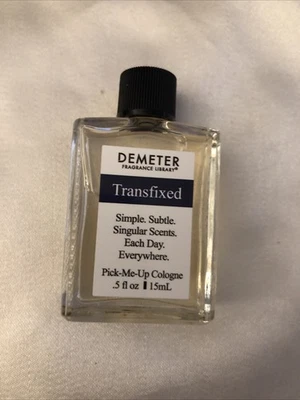 DEMETER
FRAGRANCE LIBRARY®
Transfixed
Simple. Subtle.
Singular Scents.
Each Day.
Everywhere.
Pick-Me-Up Cologne
.5 fl oz ▮ 15mL